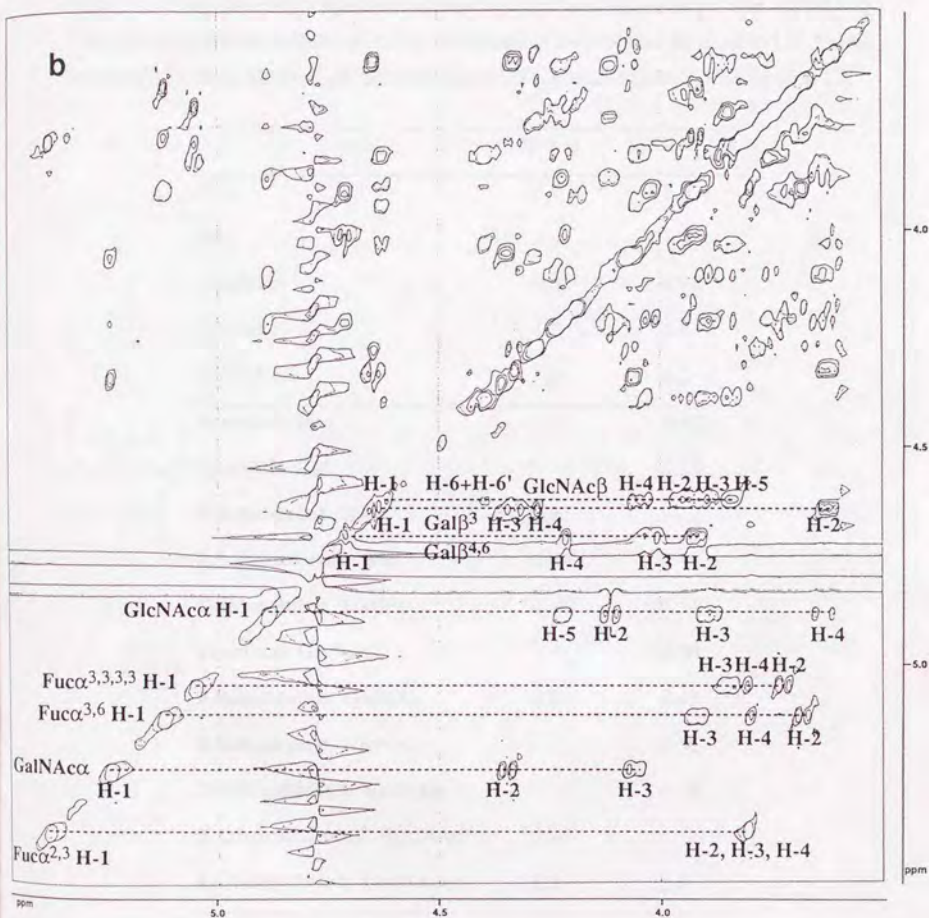 b
4.0
4.5
H-1 H-6+H-6' GlcNAcβ H-4 H-2 H-3 H-5
H-1 Galβ³ H-3 H-4 H-2
Galβ⁴,⁶
H-1 H-4 H-3 H-2
GlcNAcα H-1
H-5 H-2 H-3 H-4
5.0
H-3 H-4 H-2
Fucα³,³,³,³ H-1
Fucα³,⁶ H-1
H-3 H-4 H-2
GalNAcα
H-1 H-2 H-3
Fucα²,³ H-1 H-2, H-3, H-4
ppm
ppm 5.0 4.5 4.0